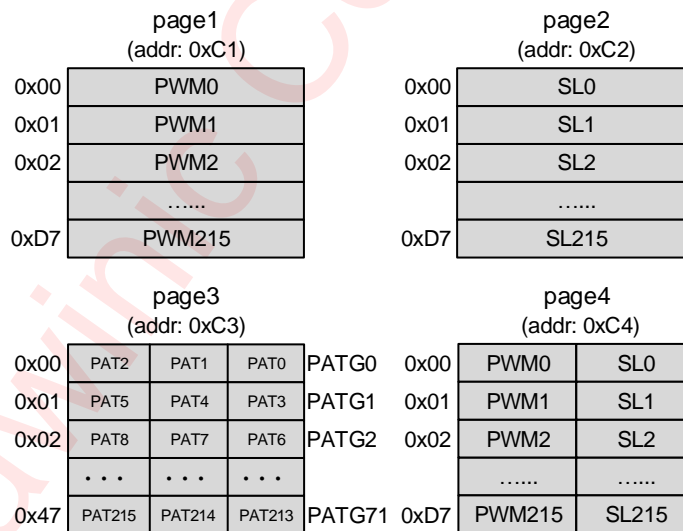 page1
(addr: 0xC1)
0x00 PWM0
0x01 PWM1
0x02 PWM2
…...
0xD7 PWM215
page2
(addr: 0xC2)
0x00 SL0
0x01 SL1
0x02 SL2
…...
0xD7 SL215
page3
(addr: 0xC3)
0x00 PAT2 PAT1 PAT0 PATG0
0x01 PAT5 PAT4 PAT3 PATG1
0x02 PAT8 PAT7 PAT6 PATG2
• • • • • • • • •
0x47 PAT215 PAT214 PAT213 PATG71
page4
(addr: 0xC4)
0x00 PWM0 SL0
0x01 PWM1 SL1
0x02 PWM2 SL2
…... …...
0xD7 PWM215 SL215